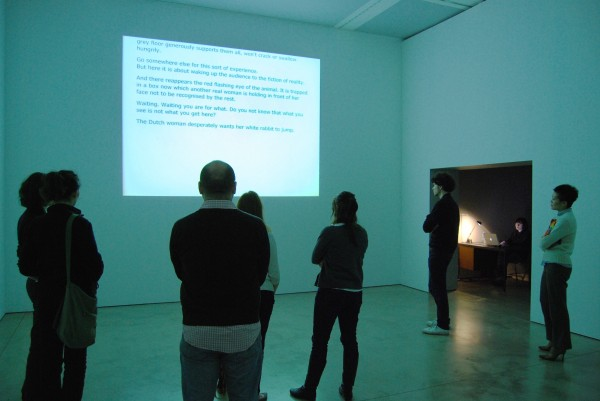 grey floor generously supports them all, won't crack or swallow
hungrily.
Go somewhere else for this sort of experience.
But here it is about waking up the audience to the fiction of reality.
And there reappears the red flashing eye of the animal. It is trapped
in a box now which another real woman is holding in front of her
face not to be recognised by the rest.
Waiting. Waiting you are for what. Do you not know that what you
see is not what you get here?
The Dutch woman desperately wants her white rabbit to jump.